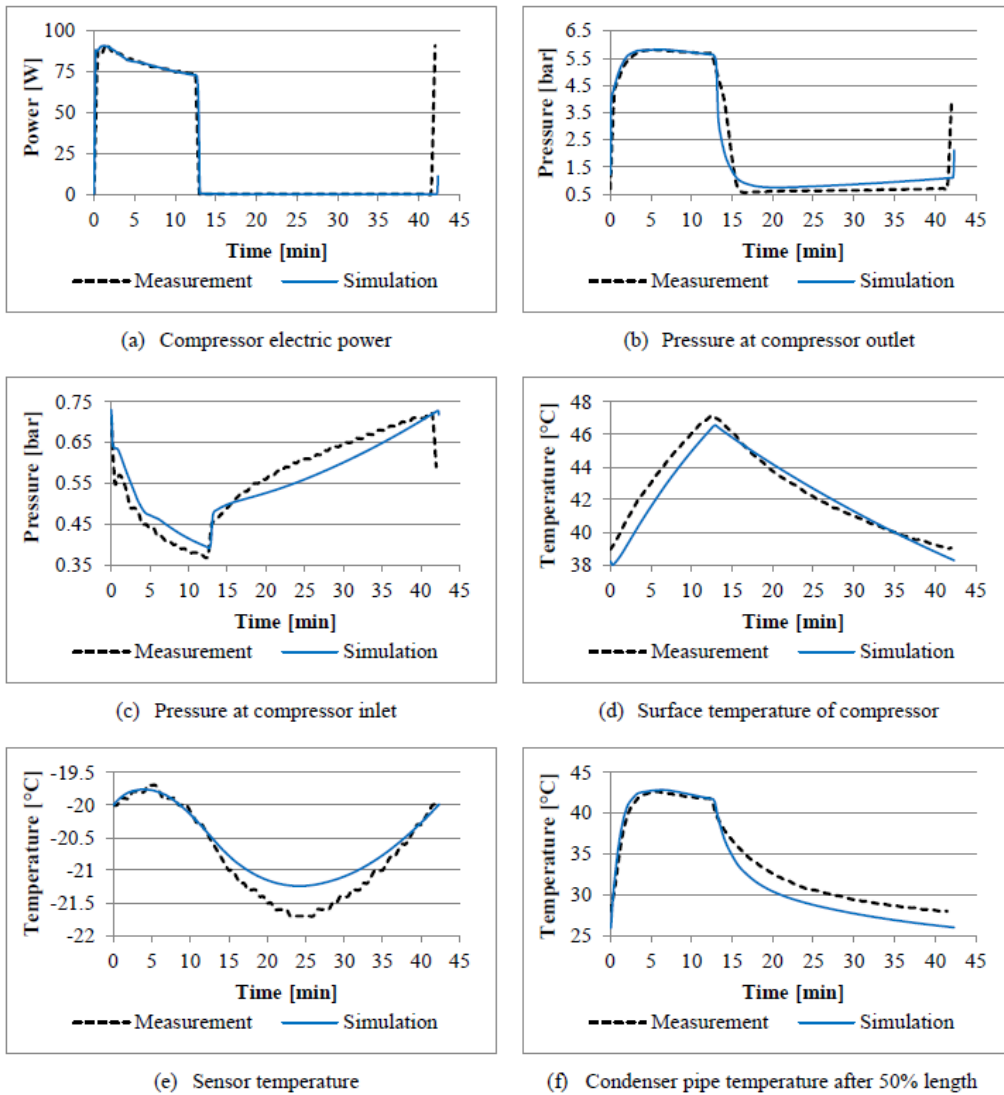 100
75
50
25
0
Power [W]
0 5 10 15 20 25 30 35 40 45
Time [min]
Measurement Simulation
(a) Compressor electric power
6.5
5.5
4.5
3.5
2.5
1.5
0.5
Pressure [bar]
0 5 10 15 20 25 30 35 40 45
Time [min]
Measurement Simulation
(b) Pressure at compressor outlet
0.75
0.65
0.55
0.45
0.35
Pressure [bar]
0 5 10 15 20 25 30 35 40 45
Time [min]
Measurement Simulation
(c) Pressure at compressor inlet
48
46
44
42
40
38
Temperature [°C]
0 5 10 15 20 25 30 35 40 45
Time [min]
Measurement Simulation
(d) Surface temperature of compressor
-19.5
-20
-20.5
-21
-21.5
-22
Temperature [°C]
0 5 10 15 20 25 30 35 40 45
Time [min]
Measurement Simulation
(e) Sensor temperature
45
40
35
30
25
Temperature [°C]
0 5 10 15 20 25 30 35 40 45
Time [min]
Measurement Simulation
(f) Condenser pipe temperature after 50% length